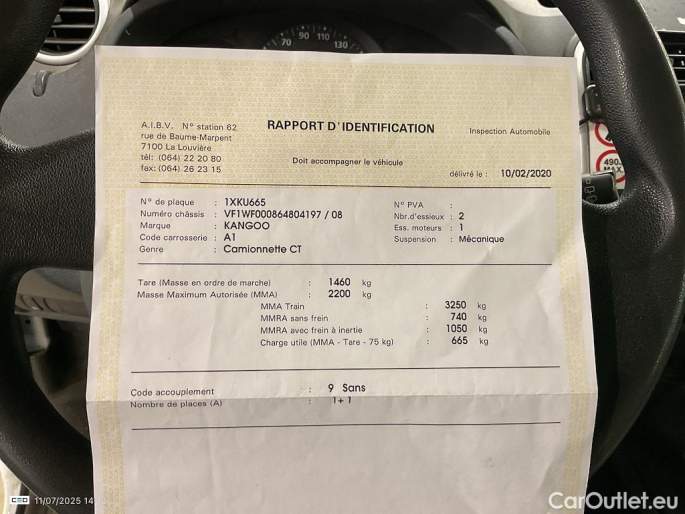 70 90 110 130
A.I.B.V. N° station 62
rue de Baume-Marpent
7100 La Louvière
tél: (064) 22 20 80
fax: (064) 26 23 15
RAPPORT D'IDENTIFICATION
Inspection Automobile
Doit accompagner le véhicule
délivré le : 10/02/2020
N° de plaque : 1XKU665
Numéro châssis : VF1WF000864804197 / 08
Marque : KANGOO
Code carrosserie : A1
Genre : Camionnette CT
N° PVA :
Nbr.d'essieux : 2
Ess. moteurs : 1
Suspension : Mécanique
Tare (Masse en ordre de marche) : 1460 kg
Masse Maximum Autorisée (MMA) : 2200 kg
MMA Train : 3250 kg
MMRA sans frein : 740 kg
MMRA avec frein à inertie : 1050 kg
Charge utile (MMA - Tare - 75 kg) : 665 kg
Code accouplement : 9 Sans
Nombre de places (A) : 1+1
490
MAX
11/07/2025 14
CarOutlet.eu